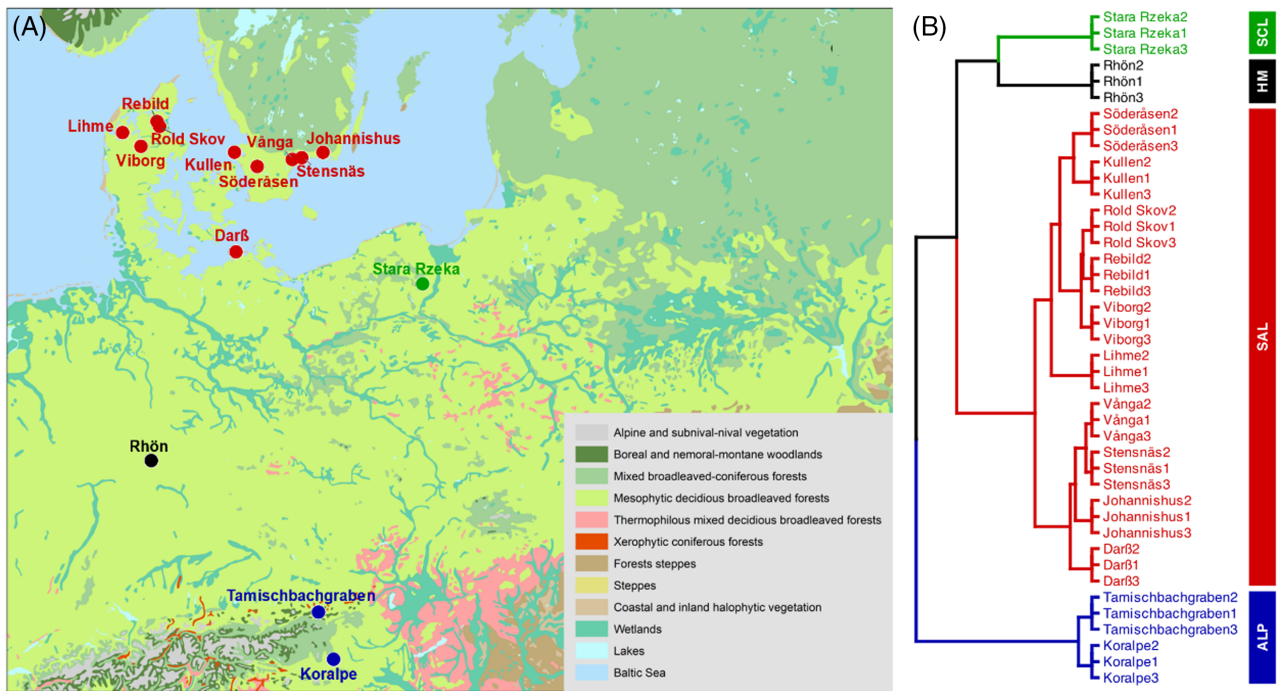 (A)
Rebild
Lihme
Rold Skov
Viborg
Kullen
Vånga
Johannishus
Stensnäs
Söderåsen
Darß
Stara Rzeka
Rhön
Tamischbachgraben
Koralpe
Alpine and subnival-nival vegetation
Boreal and nemoral-montane woodlands
Mixed broadleaved-coniferous forests
Mesophytic decidious broadleaved forests
Thermophilous mixed decidious broadleaved forests
Xerophytic coniferous forests
Forests steppes
Steppes
Coastal and inland halophytic vegetation
Wetlands
Lakes
Baltic Sea
(B)
Stara Rzeka2
Stara Rzeka1
Stara Rzeka3
Rhön2
Rhön1
Rhön3
Söderåsen2
Söderåsen1
Söderåsen3
Kullen2
Kullen1
Kullen3
Rold Skov2
Rold Skov1
Rold Skov3
Rebild2
Rebild1
Rebild3
Viborg2
Viborg1
Viborg3
Lihme2
Lihme1
Lihme3
Vånga2
Vånga1
Vånga3
Stensnäs2
Stensnäs1
Stensnäs3
Johannishus2
Johannishus1
Johannishus3
Darß2
Darß1
Darß3
Tamischbachgraben2
Tamischbachgraben1
Tamischbachgraben3
Koralpe2
Koralpe1
Koralpe3
SCL
HM
SAL
ALP